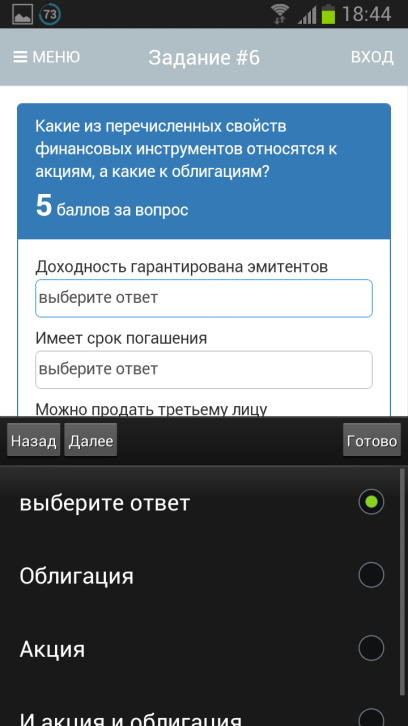 73
18:44
МЕНЮ
Задание #6
ВХОД
Какие из перечисленных свойств
финансовых инструментов относятся к
акциям, а какие к облигациям?
5 баллов за вопрос
Доходность гарантирована эмитентов
выберите ответ
Имеет срок погашения
выберите ответ
Можно продать третьему лицу
Назад
Далее
Готово
выберите ответ
Облигация
Акция
И акция и облигация